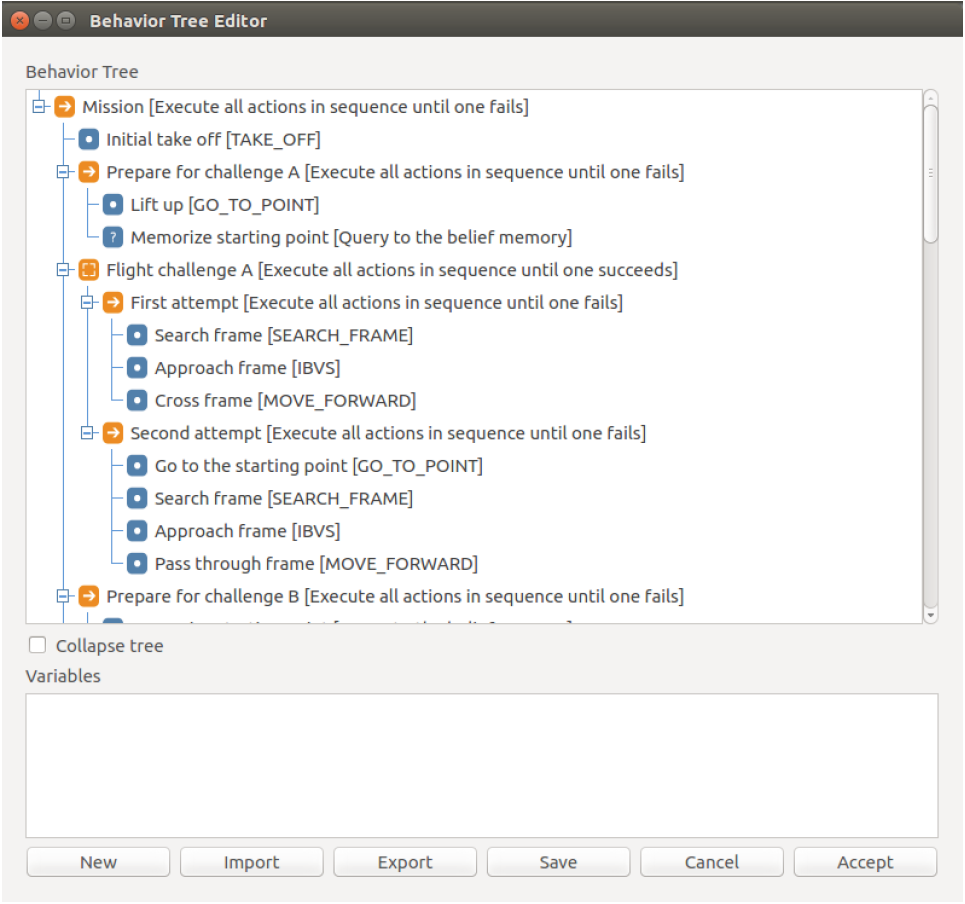 Behavior Tree Editor
Behavior Tree
Mission [Execute all actions in sequence until one fails]
Initial take off [TAKE_OFF]
Prepare for challenge A [Execute all actions in sequence until one fails]
Lift up [GO_TO_POINT]
? Memorize starting point [Query to the belief memory]
Flight challenge A [Execute all actions in sequence until one succeeds]
First attempt [Execute all actions in sequence until one fails]
Search frame [SEARCH_FRAME]
Approach frame [IBVS]
Cross frame [MOVE_FORWARD]
Second attempt [Execute all actions in sequence until one fails]
Go to the starting point [GO_TO_POINT]
Search frame [SEARCH_FRAME]
Approach frame [IBVS]
Pass through frame [MOVE_FORWARD]
Prepare for challenge B [Execute all actions in sequence until one fails]
Collapse tree
Variables
New Import Export Save Cancel Accept